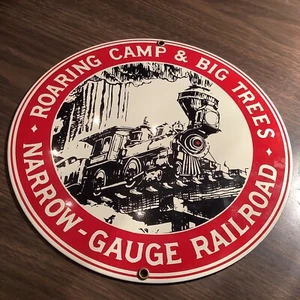 ROARING CAMP & BIG TREES
NARROW-GAUGE RAILROAD